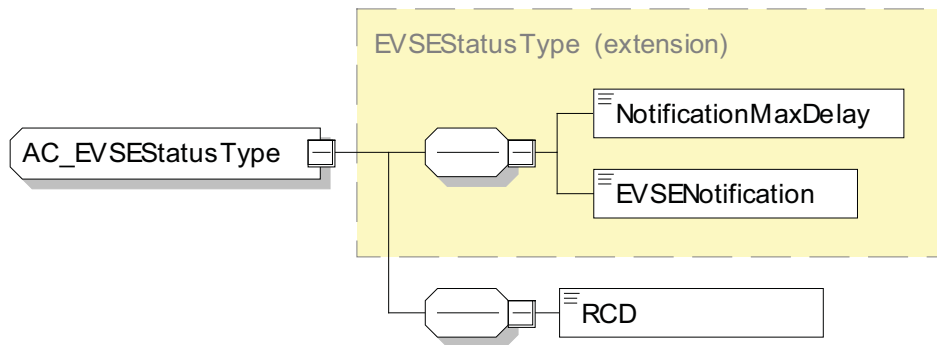 EVSEStatusType (extension)
NotificationMaxDelay
AC_EVSEStatusType
EVSENotification
RCD